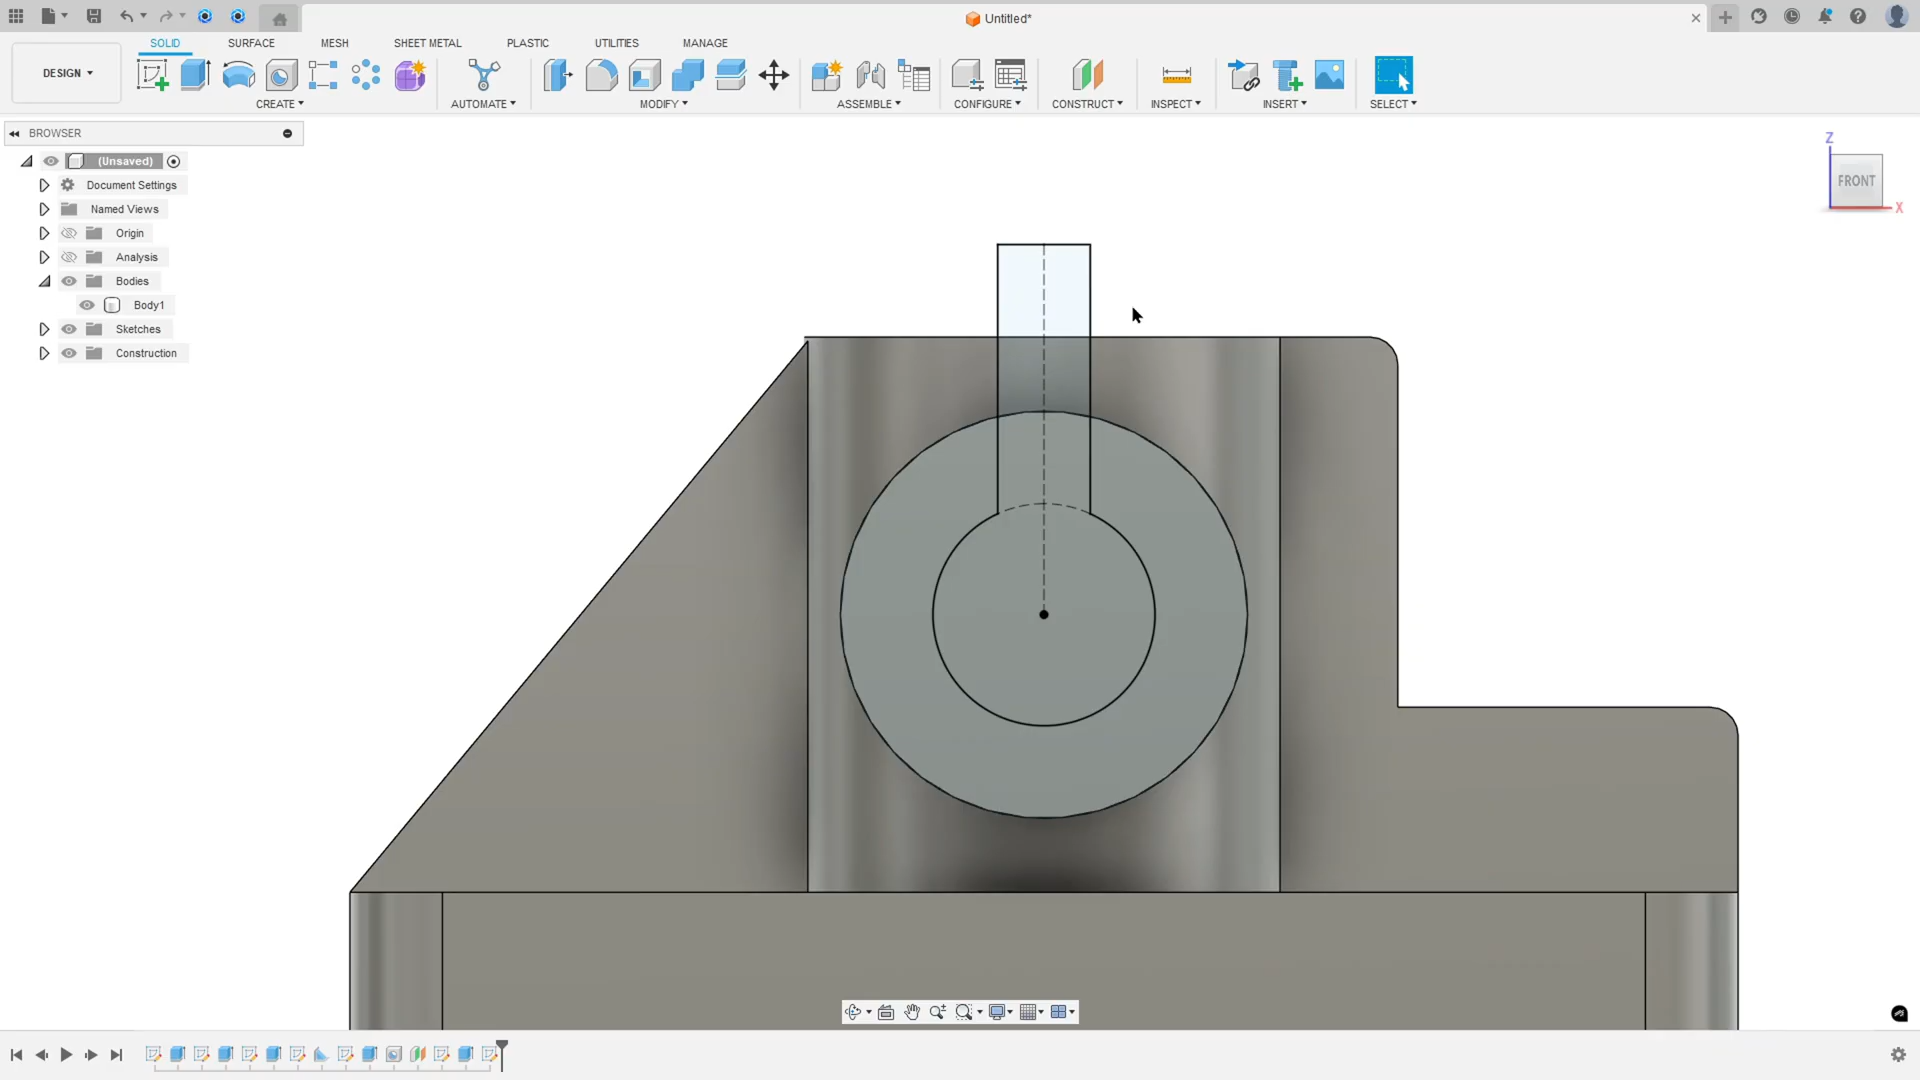 Untitled*
SOLID SURFACE MESH SHEET METAL PLASTIC UTILITIES MANAGE
DESIGN
CREATE AUTOMATE MODIFY ASSEMBLE CONFIGURE CONSTRUCT INSPECT INSERT SELECT
BROWSER
(Unsaved)
Document Settings
Named Views
Origin
Analysis
Bodies
Body1
Sketches
Construction
Z
FRONT
X